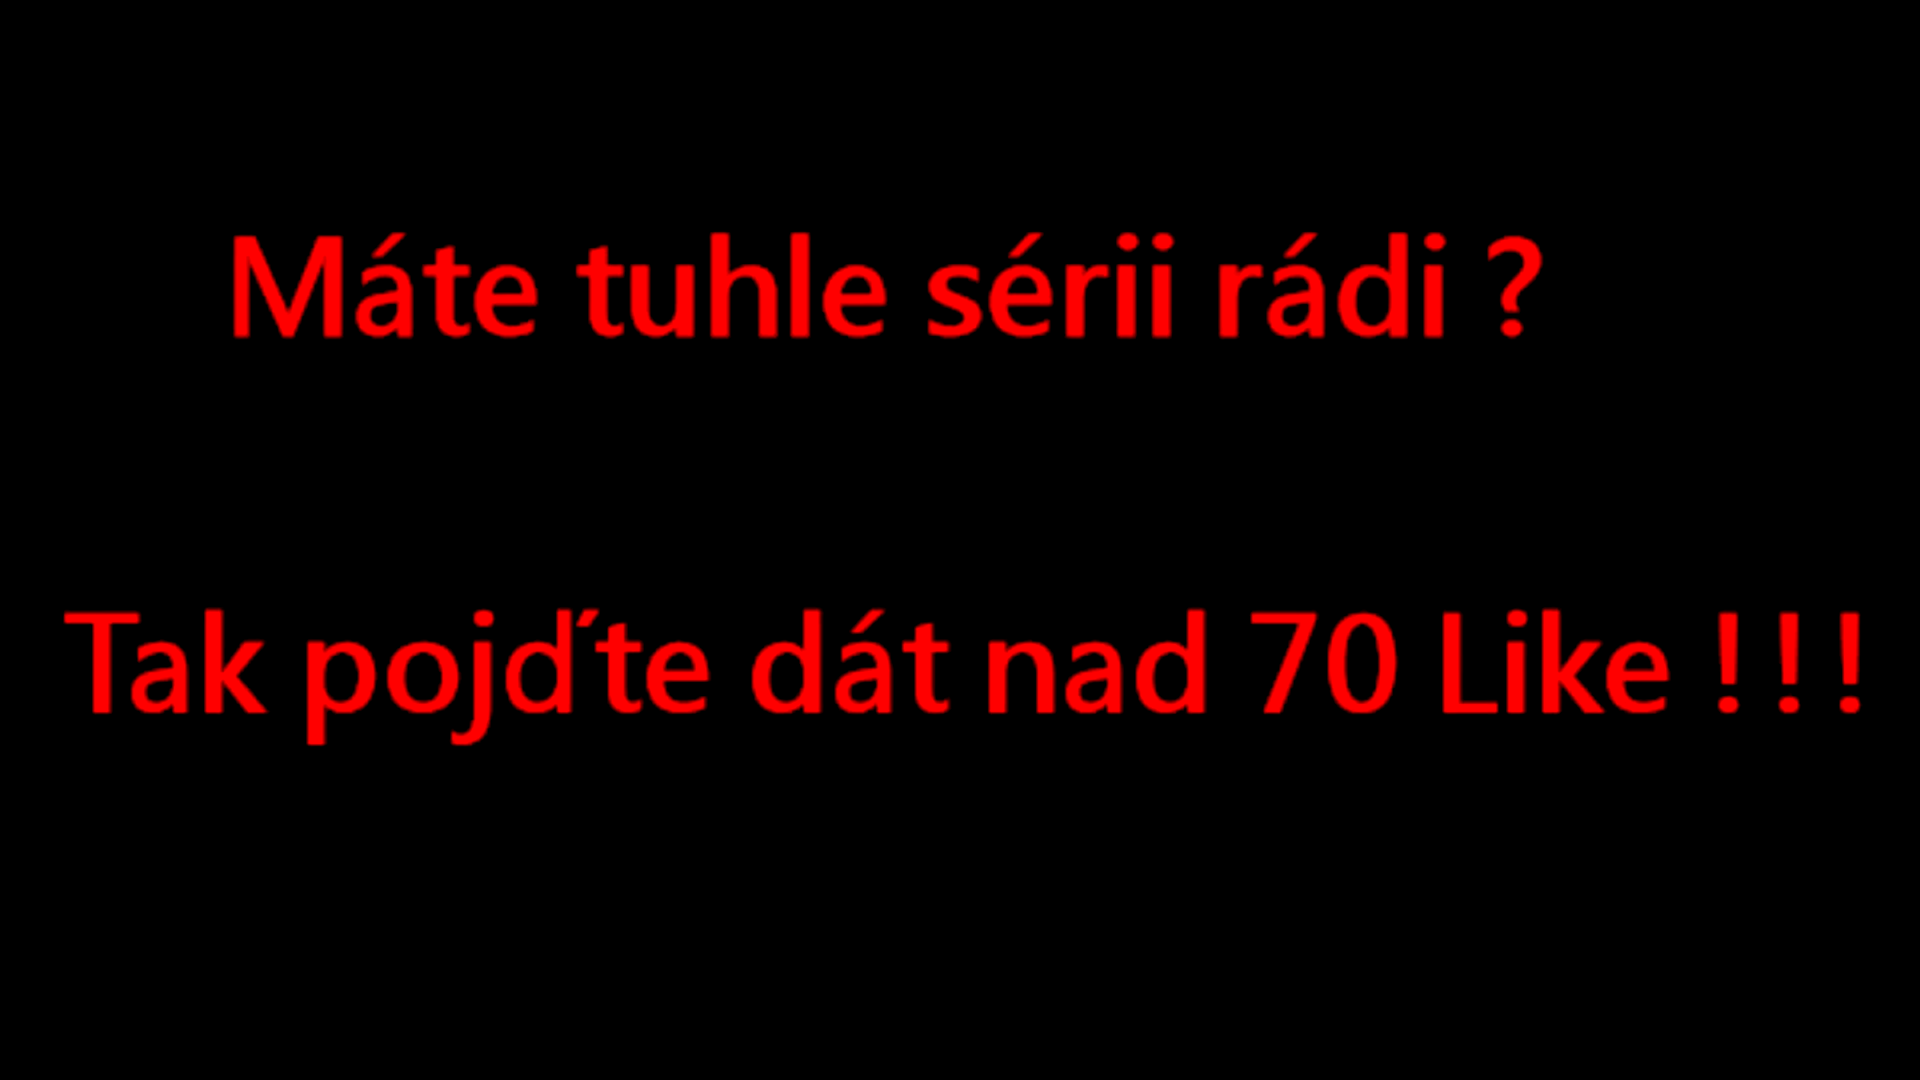 Máte tuhle sérii rádi ?
Tak pojďte dát nad 70 Like ! ! !